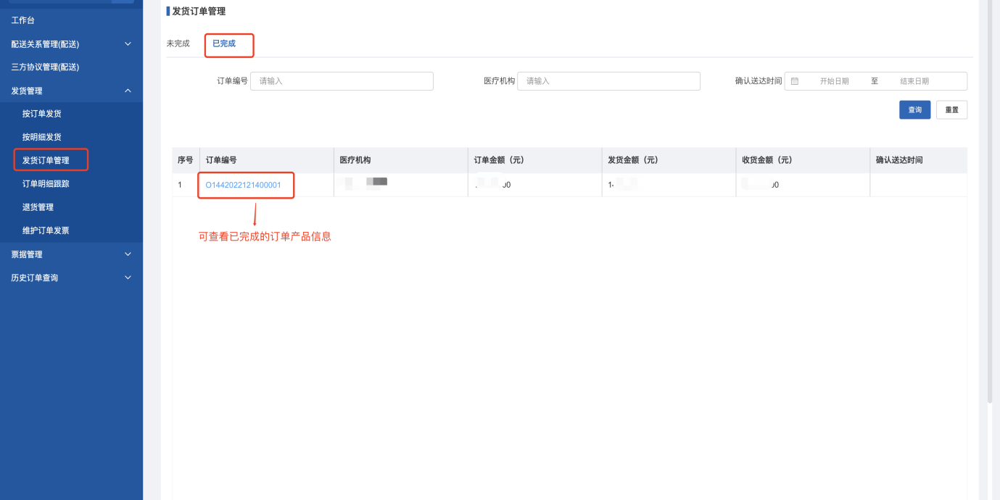 工作台
配送关系管理(配送)
三方协议管理(配送)
发货管理
按订单发货
按明细发货
发货订单管理
订单明细跟踪
退货管理
维护订单发票
票据管理
历史订单查询
发货订单管理
未完成 已完成
订单编号 请输入 医疗机构 请输入 确认送达时间 开始日期 至 结束日期
查询 重置
序号 订单编号 医疗机构 订单金额（元） 发货金额（元） 收货金额（元） 确认送达时间
1 O1442022121400001
可查看已完成的订单产品信息